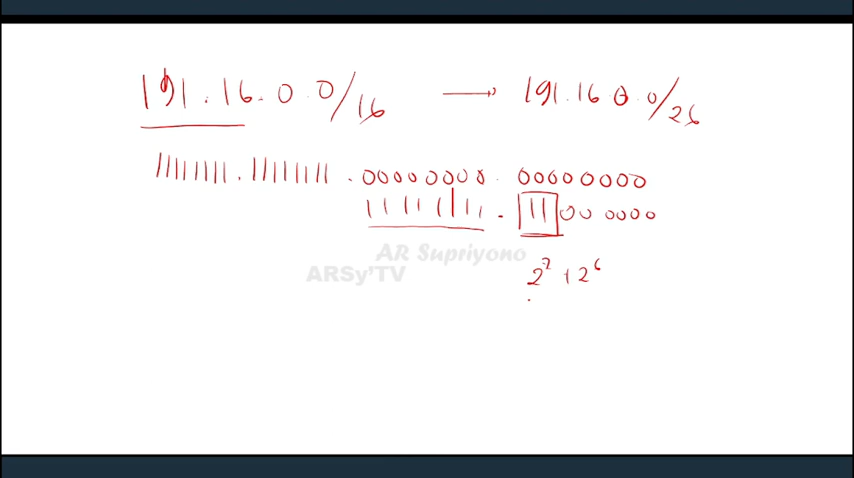 191.16.0.0/16 → 191.16.0.0/26
11111111.11111111.00000000.00000000
11111111.11000000
AR Supriyono
ARSy'TV
2⁷ + 2⁶